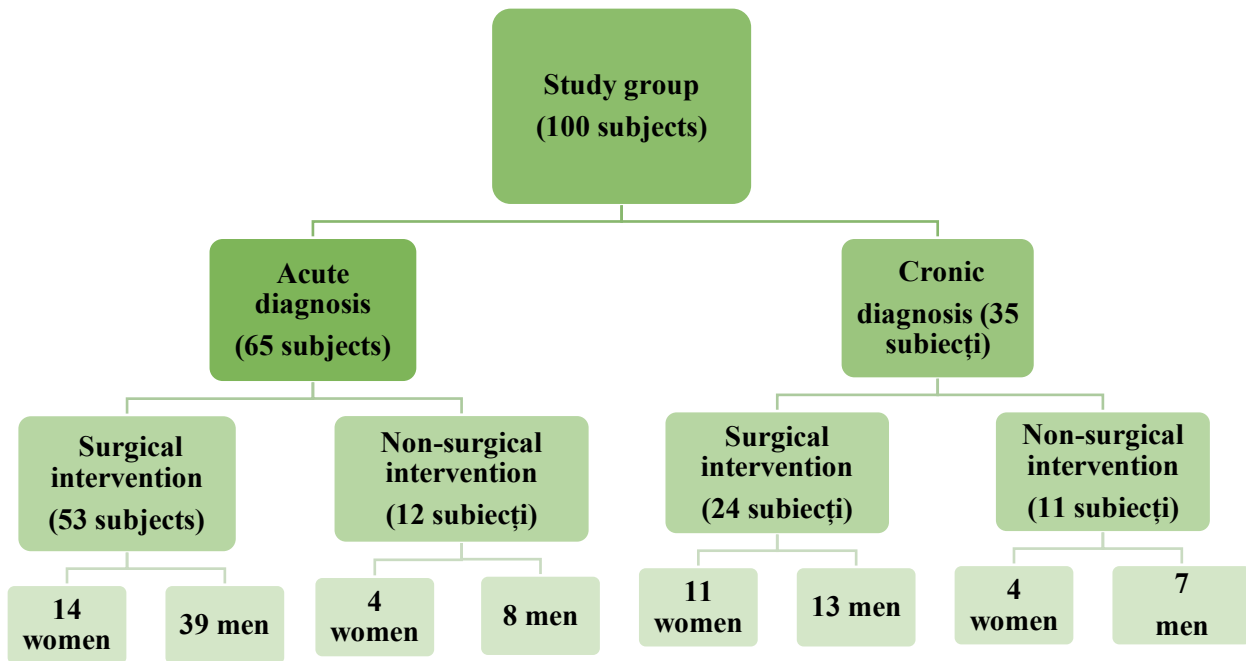 Study group
(100 subjects)
Acute
diagnosis
(65 subjects)
Cronic
diagnosis (35
subiecți)
Surgical
intervention
(53 subjects)
Non-surgical
intervention
(12 subiecți)
Surgical
intervention
(24 subiecți)
Non-surgical
intervention
(11 subiecți)
14
women
39 men
4
women
8 men
11
women
13 men
4
women
7
men